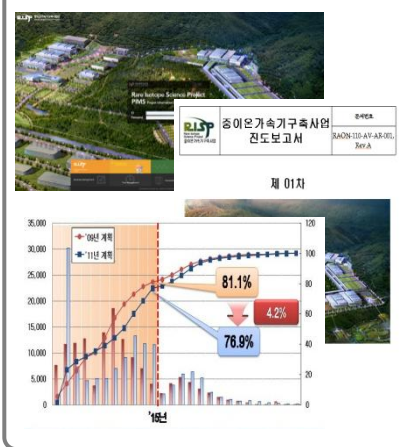 RISP
Rare Isotope Science Project
PIMS
RISP
중이온가속기구축사업
진도보고서
문서번호
RAON-110-AV-AR-001,
Rev.A
제 01차
'09년 계획
'11년 계획
35,000
30,000
25,000
20,000
15,000
10,000
5,000
0
120
100
80
60
40
20
0
81.1%
4.2%
76.9%